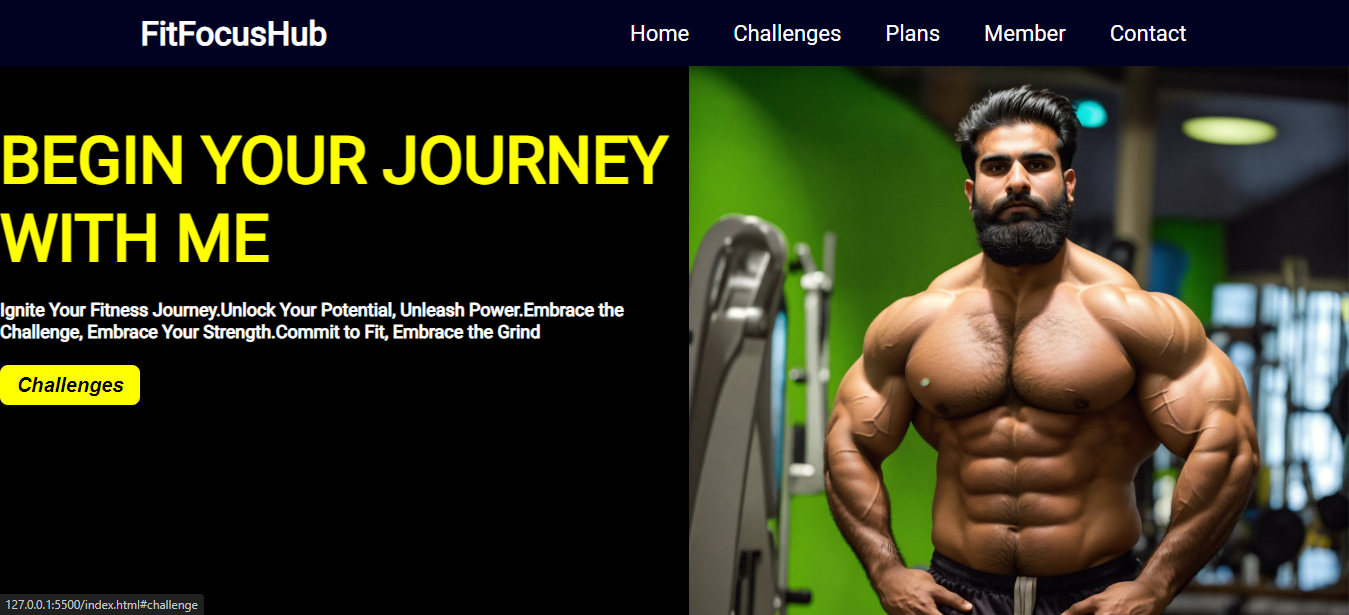 FitFocusHub
Home Challenges Plans Member Contact
BEGIN YOUR JOURNEY
WITH ME
Ignite Your Fitness Journey.Unlock Your Potential, Unleash Power.Embrace the
Challenge, Embrace Your Strength.Commit to Fit, Embrace the Grind
Challenges
127.0.0.1:5500/index.html#challenge